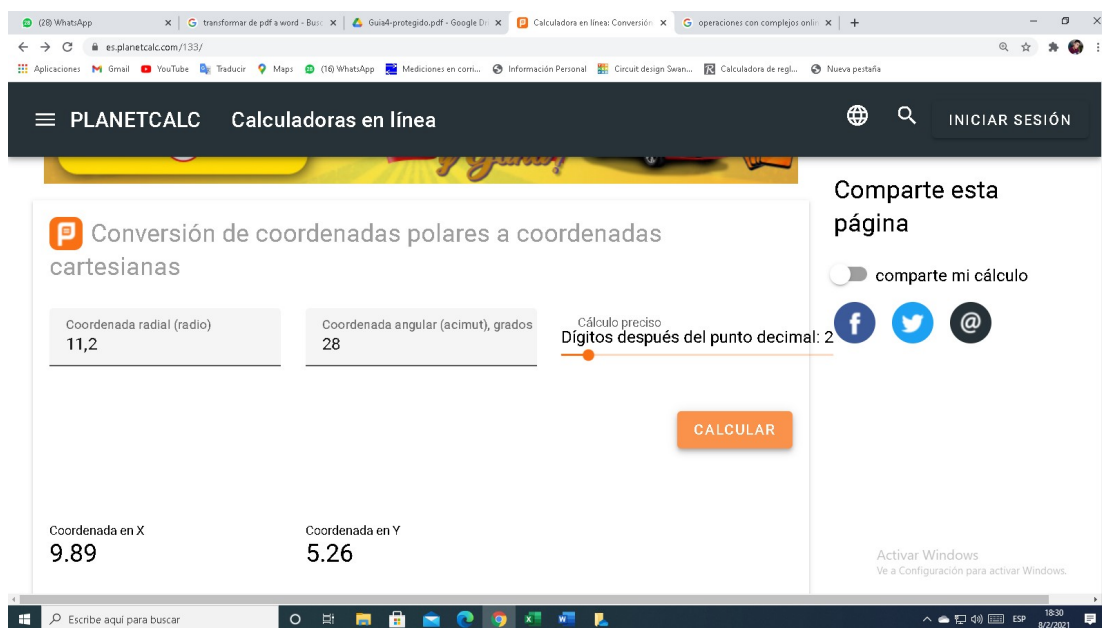 (28) WhatsApp
transformar de pdf a word - Busc
Guia4-protegido.pdf - Google Dri
Calculadora en línea: Conversión
operaciones con complejos onlin
es.planetcalc.com/133/
Aplicaciones
Gmail
YouTube
Traducir
Maps
(16) WhatsApp
Mediciones en corri...
Información Personal
Circuit design Swan...
Calculadora de regl...
Nueva pestaña
PLANETCALC Calculadoras en línea
INICIAR SESIÓN
Comparte esta
página
comparte mi cálculo
Conversión de coordenadas polares a coordenadas
cartesianas
Coordenada radial (radio)
11,2
Coordenada angular (acimut), grados
28
Cálculo preciso
Dígitos después del punto decimal: 2
CALCULAR
Coordenada en X
9.89
Coordenada en Y
5.26
Activar Windows
Ve a Configuración para activar Windows.
Escribe aquí para buscar
ESP
18:30
8/2/2021